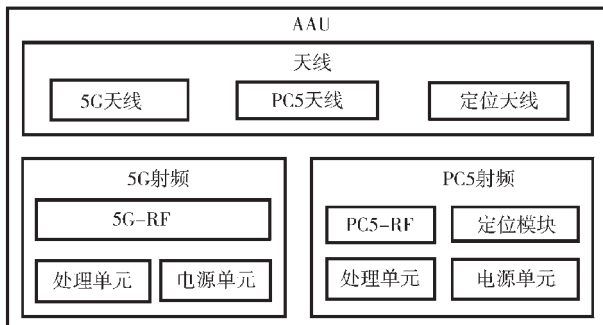 AAU
天线
5G天线 PC5天线 定位天线
5G射频 PC5射频
5G-RF PC5-RF 定位模块
处理单元 电源单元 处理单元 电源单元